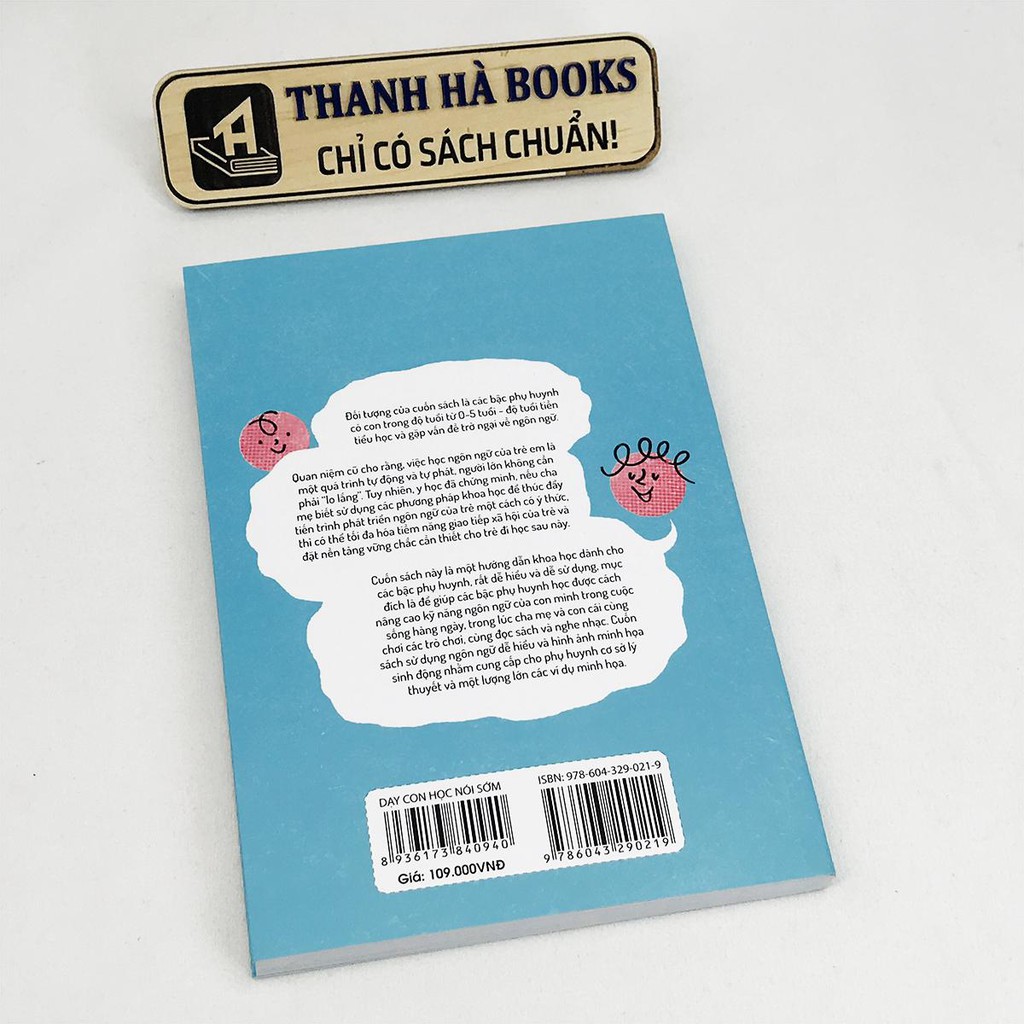 THANH HÀ BOOKS
CHỈ CÓ SÁCH CHUẨN!
Đối tượng của cuốn sách là các bậc phụ huynh
có con trong độ tuổi từ 0-5 tuổi - độ tuổi tiền
tiểu học và gặp vấn đề trở ngại về ngôn ngữ.
Quan niệm cũ cho rằng, việc học ngôn ngữ của trẻ em là
một quá trình tự động và tự phát, người lớn không cần
phải "lo lắng". Tuy nhiên, y học đã chứng minh, nếu cha
mẹ biết sử dụng các phương pháp khoa học để thúc đẩy
tiến trình phát triển ngôn ngữ của trẻ một cách có ý thức,
thì có thể tối đa hóa tiềm năng giao tiếp xã hội của trẻ và
đặt nền tảng vững chắc cần thiết cho trẻ đi học sau này.
Cuốn sách này là một hướng dẫn khoa học dành cho
các bậc phụ huynh, rất dễ hiểu và dễ sử dụng, mục
đích là để giúp các bậc phụ huynh học được cách
nâng cao kỹ năng ngôn ngữ của con mình trong cuộc
sống hàng ngày, trong lúc cha mẹ và con cái cùng
chơi các trò chơi, cùng đọc sách và nghe nhạc. Cuốn
sách sử dụng ngôn ngữ dễ hiểu và hình ảnh minh họa
sinh động nhằm cung cấp cho phụ huynh cơ sở lý
thuyết và một lượng lớn các ví dụ minh họa.
DẠY CON HỌC NÓI SỚM
8 936173 840940
Giá: 109.000VNĐ
ISBN: 978-604-329-021-9
9 786043 290219